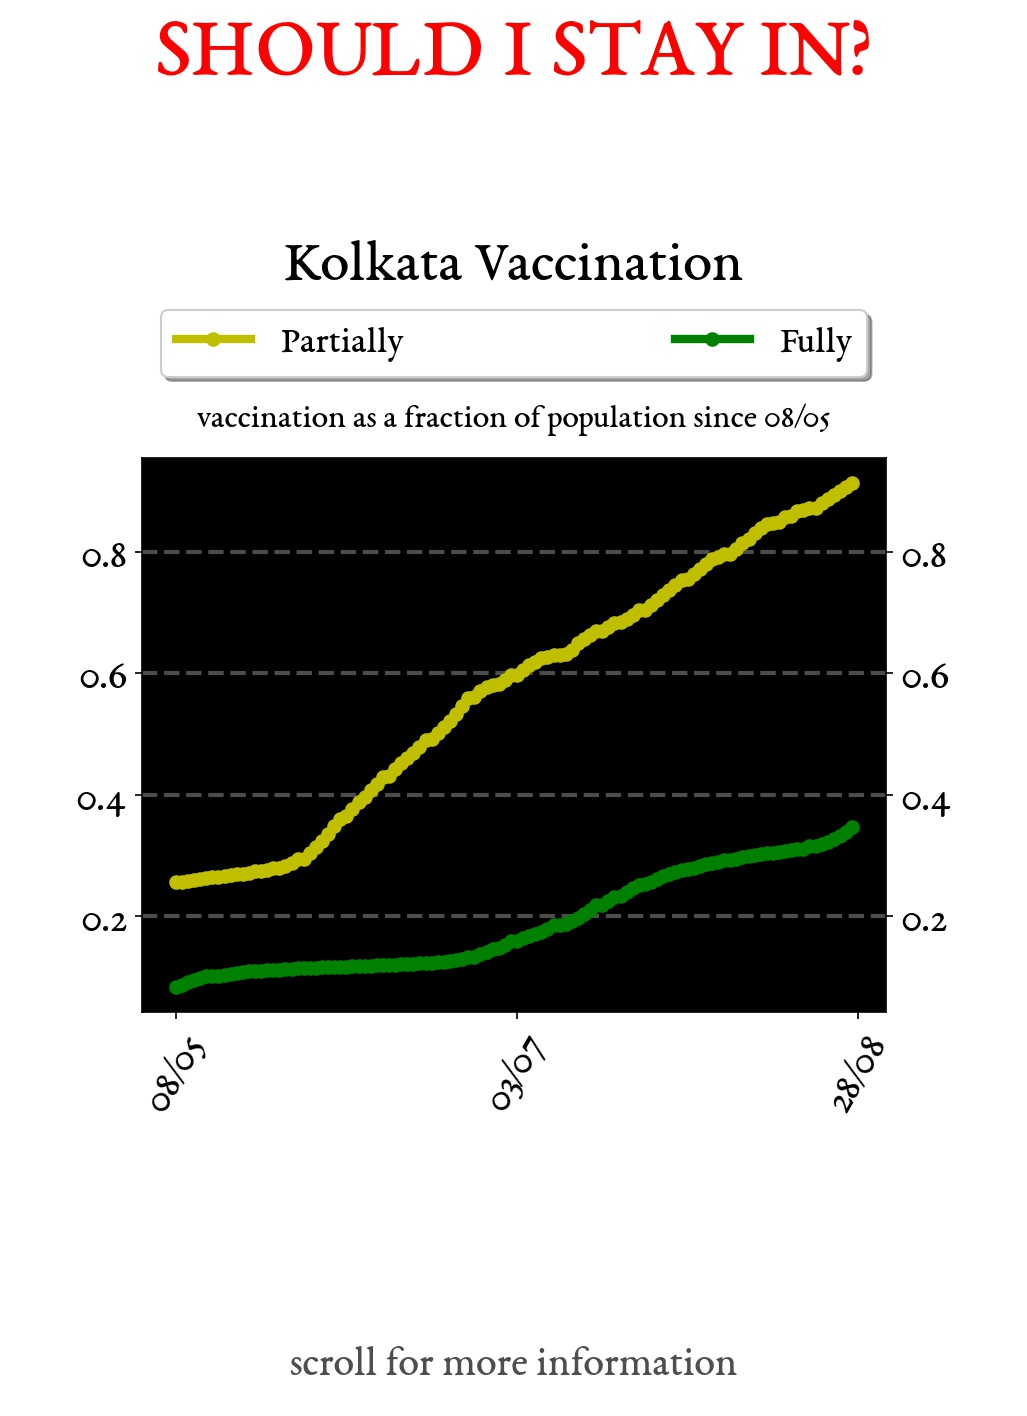 SHOULD I STAY IN?
Kolkata Vaccination
Partially Fully
vaccination as a fraction of population since 08/05
0.8 0.8
0.6 0.6
0.4 0.4
0.2 0.2
08/05 03/07 28/08
scroll for more information